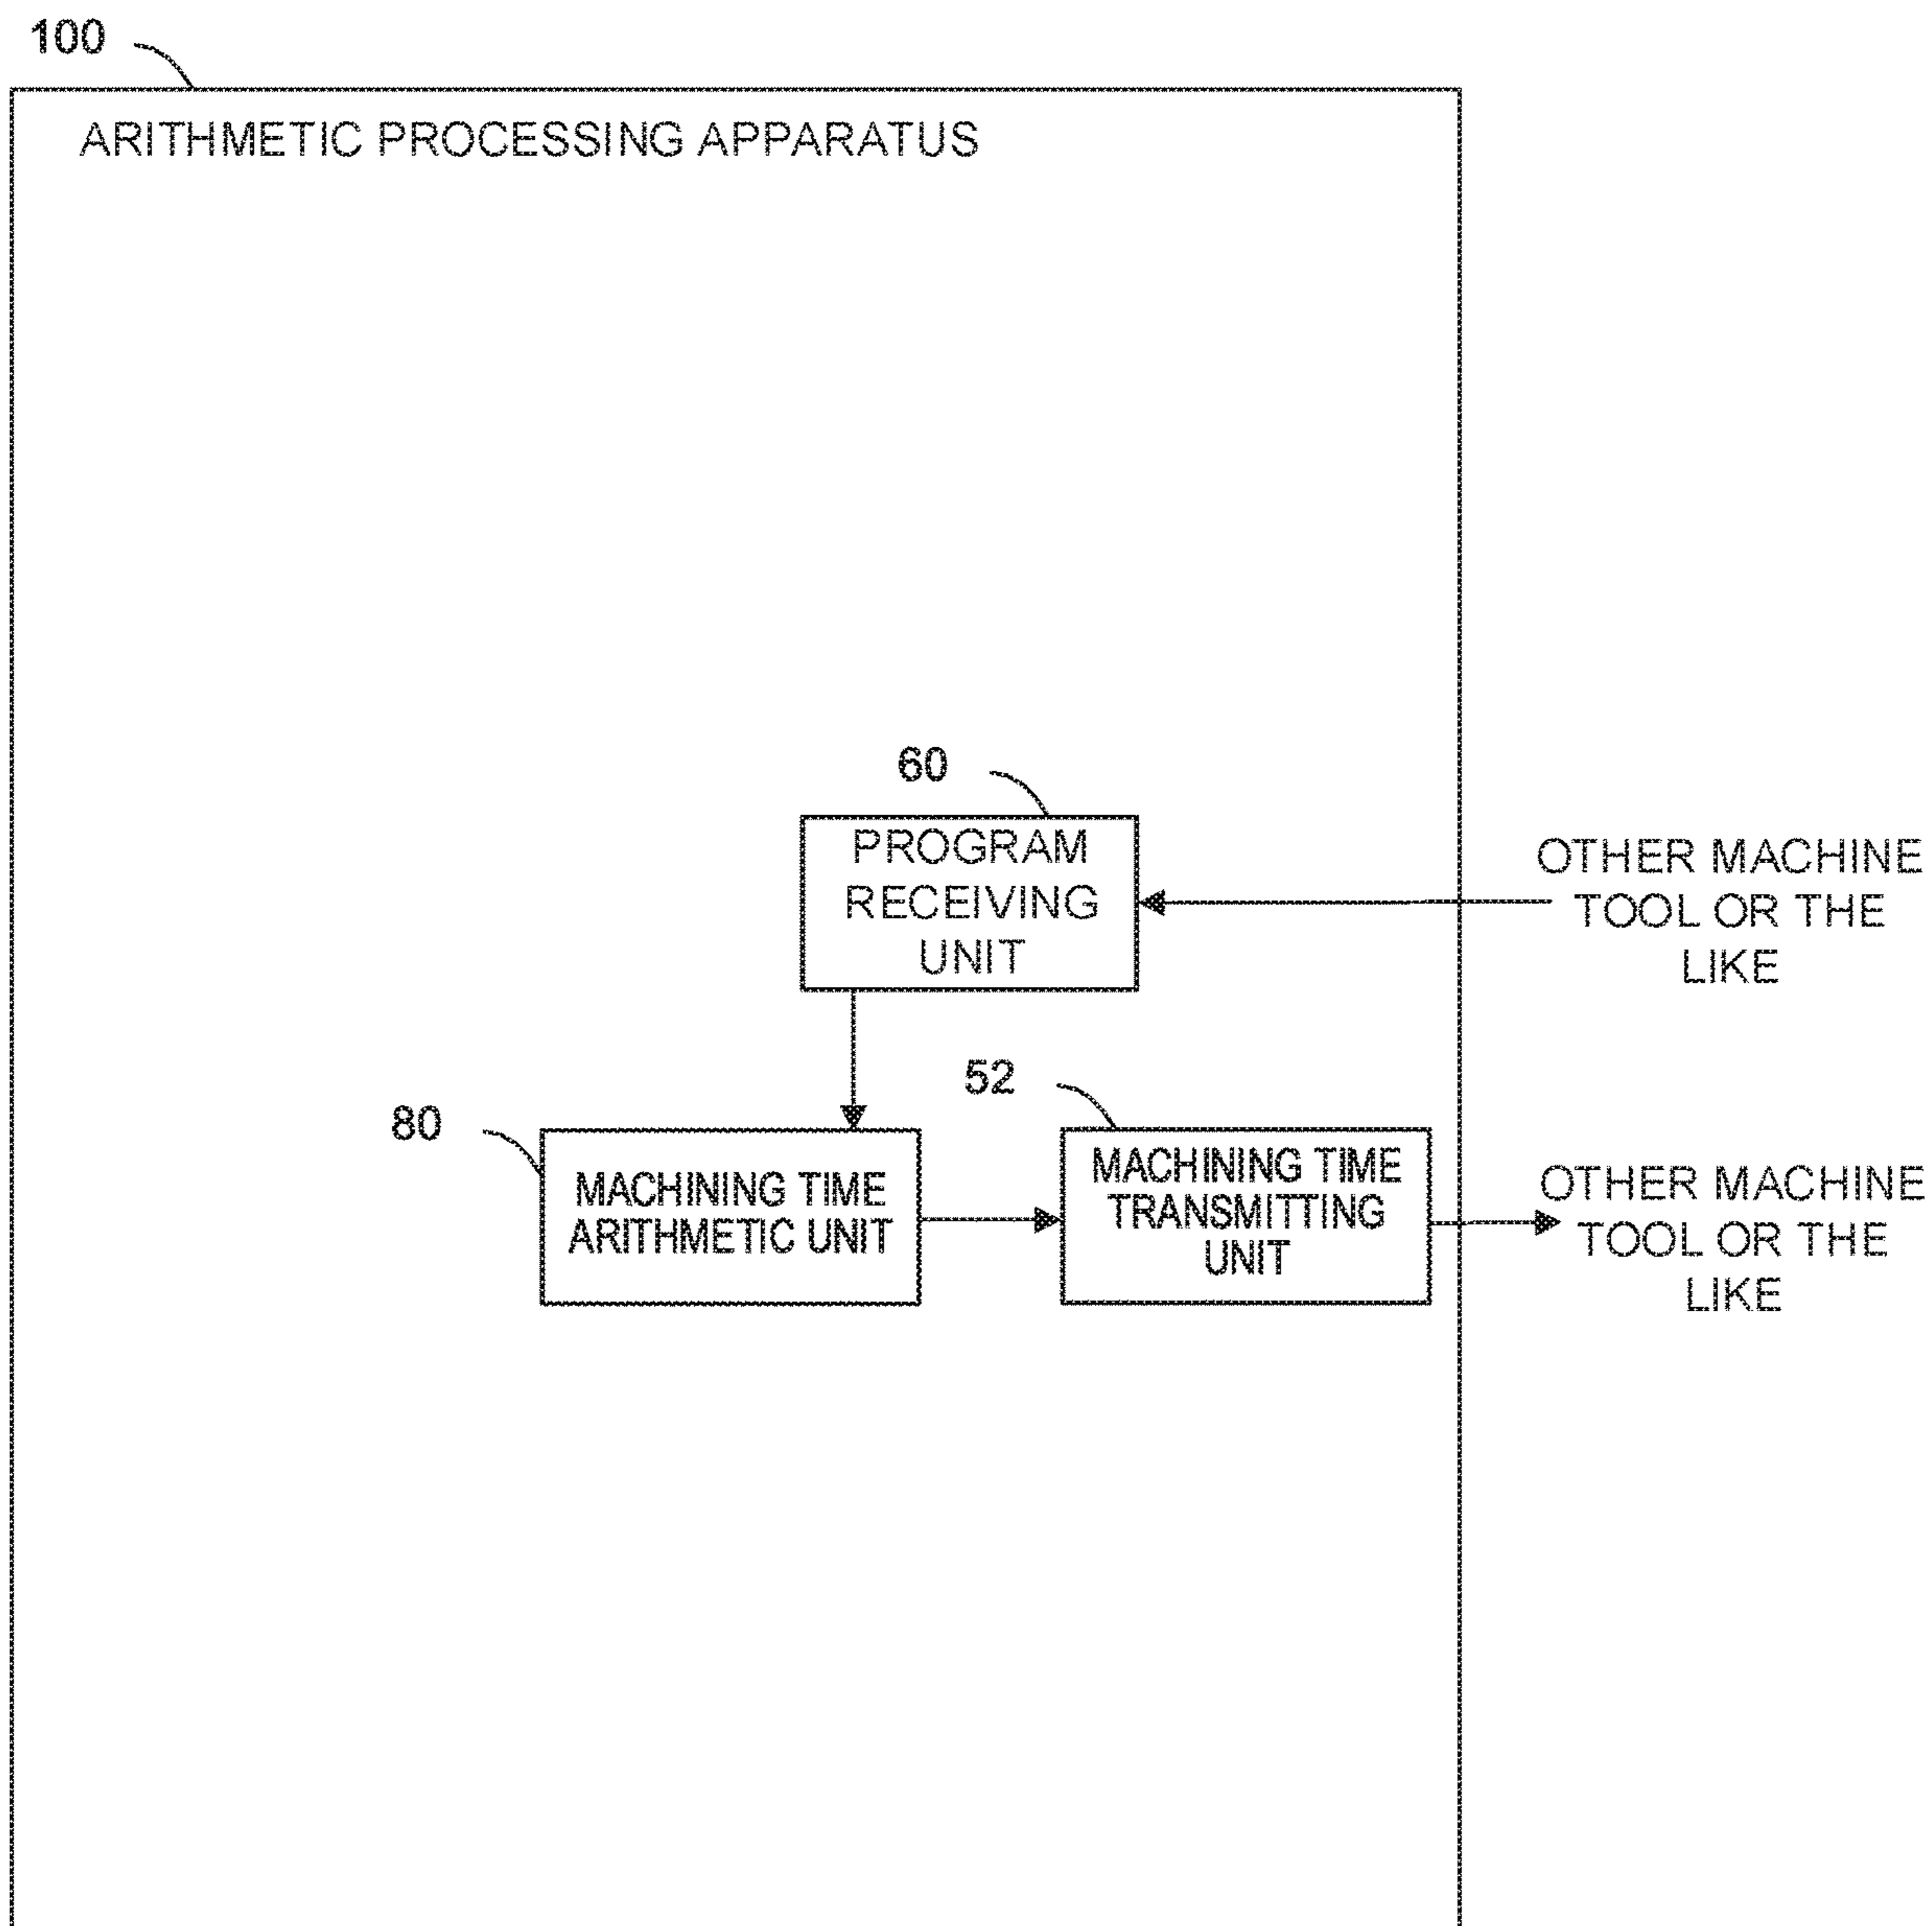 100
ARITHMETIC PROCESSING APPARATUS
60
PROGRAM
RECEIVING
UNIT
OTHER MACHINE
TOOL OR THE
LIKE
80
MACHINING TIME
ARITHMETIC UNIT
52
MACHINING TIME
TRANSMITTING
UNIT
OTHER MACHINE
TOOL OR THE
LIKE